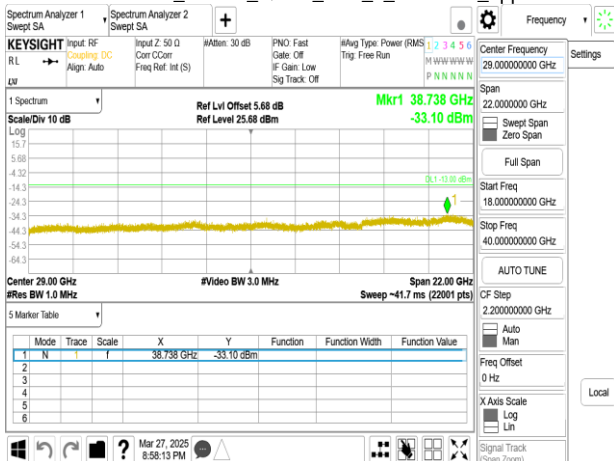 Spectrum Analyzer 1
Swept SA
Spectrum Analyzer 2
Swept SA
+
Frequency
KEYSIGHT
RL
Input: RF
Coupling: DC
Align: Auto
Input Z: 50 Ω
Corr CCorr
Freq Ref: Int (S)
#Atten: 30 dB
PNO: Fast
Gate: Off
IF Gain: Low
Sig Track: Off
#Avg Type: Power (RMS
Trig: Free Run
1 2 3 4 5 6
M W W W W W
P N N N N N
1 Spectrum
Scale/Div 10 dB
Ref Lvl Offset 5.68 dB
Ref Level 25.68 dBm
Mkr1 38.738 GHz
-33.10 dBm
Log
15.7
5.68
-4.32
-14.3
-24.3
-34.3
-44.3
-54.3
-64.3
DL1 -13.00 dBm
1
Center 29.00 GHz
#Res BW 1.0 MHz
#Video BW 3.0 MHz
Span 22.00 GHz
Sweep ~41.7 ms (22001 pts)
5 Marker Table
Mode Trace Scale X Y Function Function Width Function Value
1 N 1 f 38.738 GHz -33.10 dBm
2
3
4
5
6
Mar 27, 2025
8:58:13 PM
Center Frequency
29.000000000 GHz
Span
22.0000000 GHz
Swept Span
Zero Span
Full Span
Start Freq
18.000000000 GHz
Stop Freq
40.000000000 GHz
AUTO TUNE
CF Step
2.200000000 GHz
Auto
Man
Freq Offset
0 Hz
X Axis Scale
Log
Lin
Signal Track
(Span Zoom)
Settings
Local